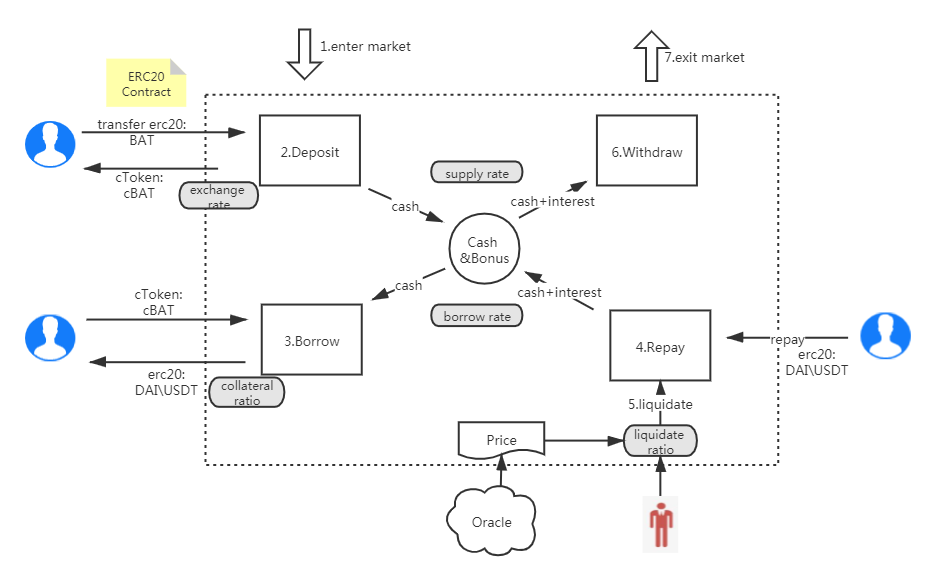 1.enter market
7.exit market
ERC20
Contract
transfer erc20:
BAT
2.Deposit
6.Withdraw
supply rate
cToken:
cBAT
exchange
rate
cash
cash+interest
Cash
&Bonus
cToken:
cBAT
cash
cash+interest
borrow rate
3.Borrow
4.Repay
repay
erc20:
DAI\USDT
erc20:
DAI\USDT
collateral
ratio
5.liquidate
Price
liquidate
ratio
Oracle